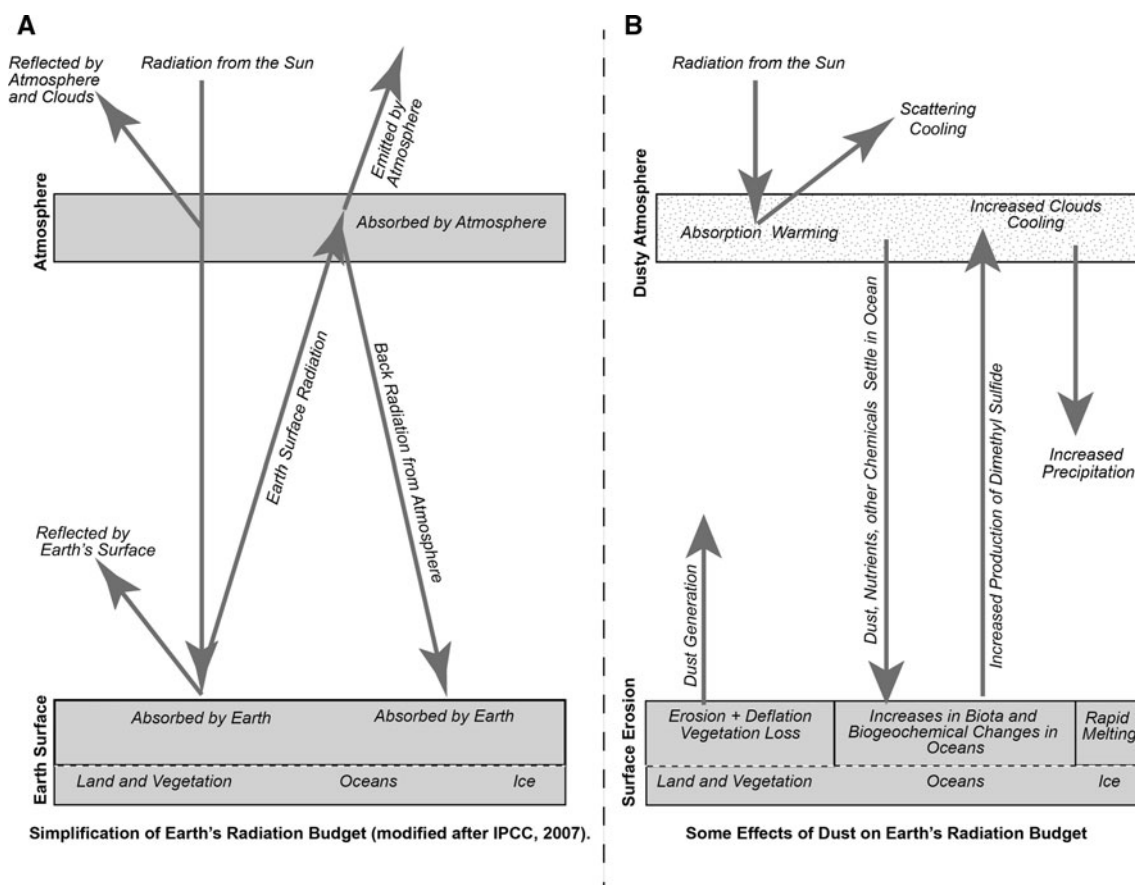 A
Reflected by
Atmosphere
and Clouds
Radiation from the Sun
Emitted by
Atmosphere
Atmosphere
Absorbed by Atmosphere
Earth Surface Radiation
Back Radiation from Atmosphere
Reflected by
Earth's Surface
Earth Surface
Absorbed by Earth
Absorbed by Earth
Land and Vegetation
Oceans
Ice
Simplification of Earth's Radiation Budget (modified after IPCC, 2007).
B
Radiation from the Sun
Scattering
Cooling
Dusty Atmosphere
Absorption Warming
Increased Clouds
Cooling
Dust, Nutrients, other Chemicals Settle in Ocean
Increased Production of Dimethyl Sulfide
Increased
Precipitation
Dust Generation
Surface Erosion
Erosion + Deflation
Vegetation Loss
Increases in Biota and
Biogeochemical Changes in
Oceans
Rapid
Melting
Land and Vegetation
Oceans
Ice
Some Effects of Dust on Earth's Radiation Budget